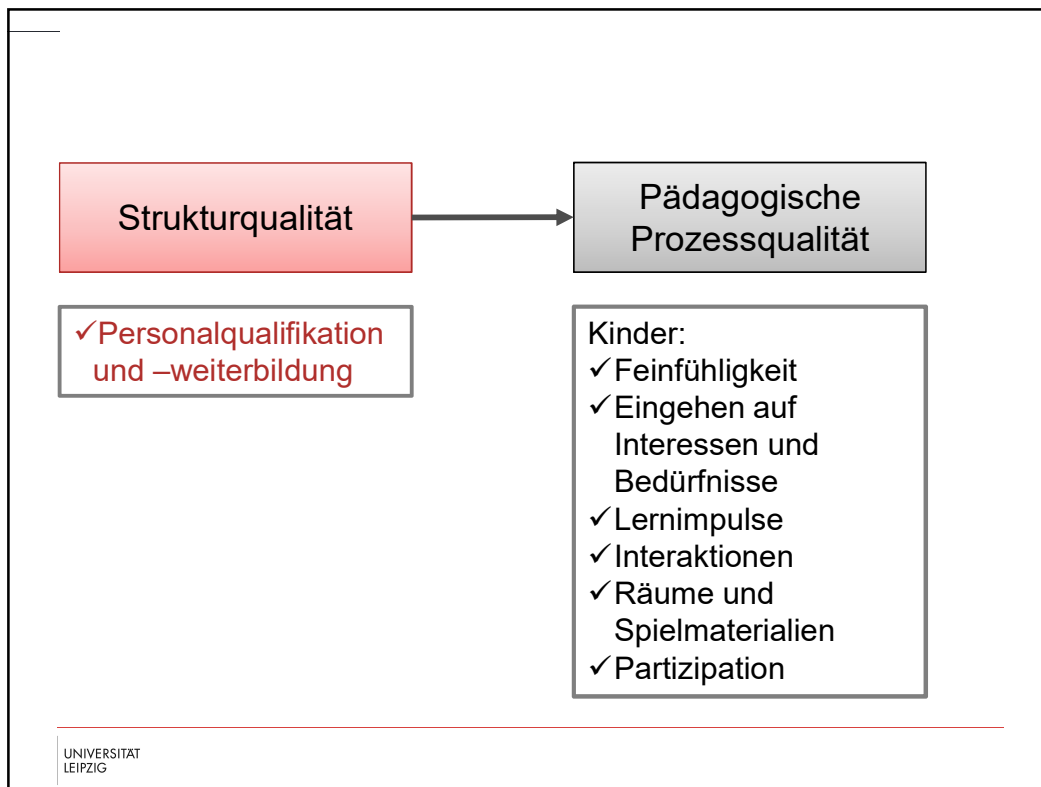 Strukturqualität
Pädagogische
Prozessqualität
✓Personalqualifikation
und –weiterbildung
Kinder:
✓Feinfühligkeit
✓Eingehen auf
Interessen und
Bedürfnisse
✓Lernimpulse
✓Interaktionen
✓Räume und
Spielmaterialien
✓Partizipation
UNIVERSITÄT
LEIPZIG